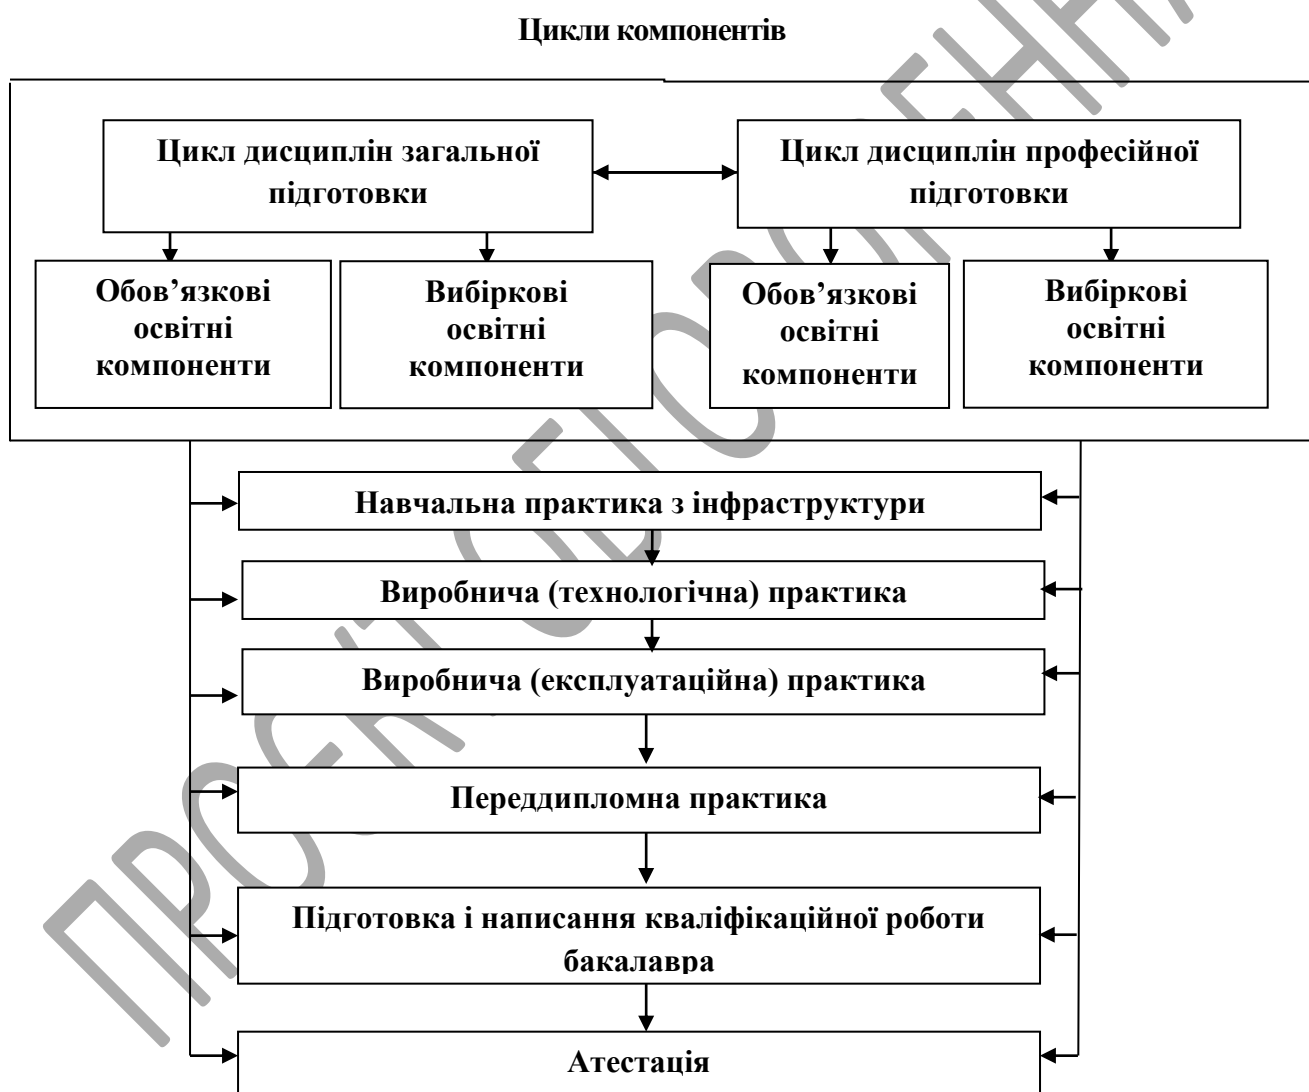 Цикли компонентів
Цикл дисциплін загальної
підготовки
Цикл дисциплін професійної
підготовки
Обов’язкові
освітні
компоненти
Вибіркові
освітні
компоненти
Обов’язкові
освітні
компоненти
Вибіркові
освітні
компоненти
Навчальна практика з інфраструктури
Виробнича (технологічна) практика
Виробнича (експлуатаційна) практика
Переддипломна практика
Підготовка і написання кваліфікаційної роботи
бакалавра
Атестація